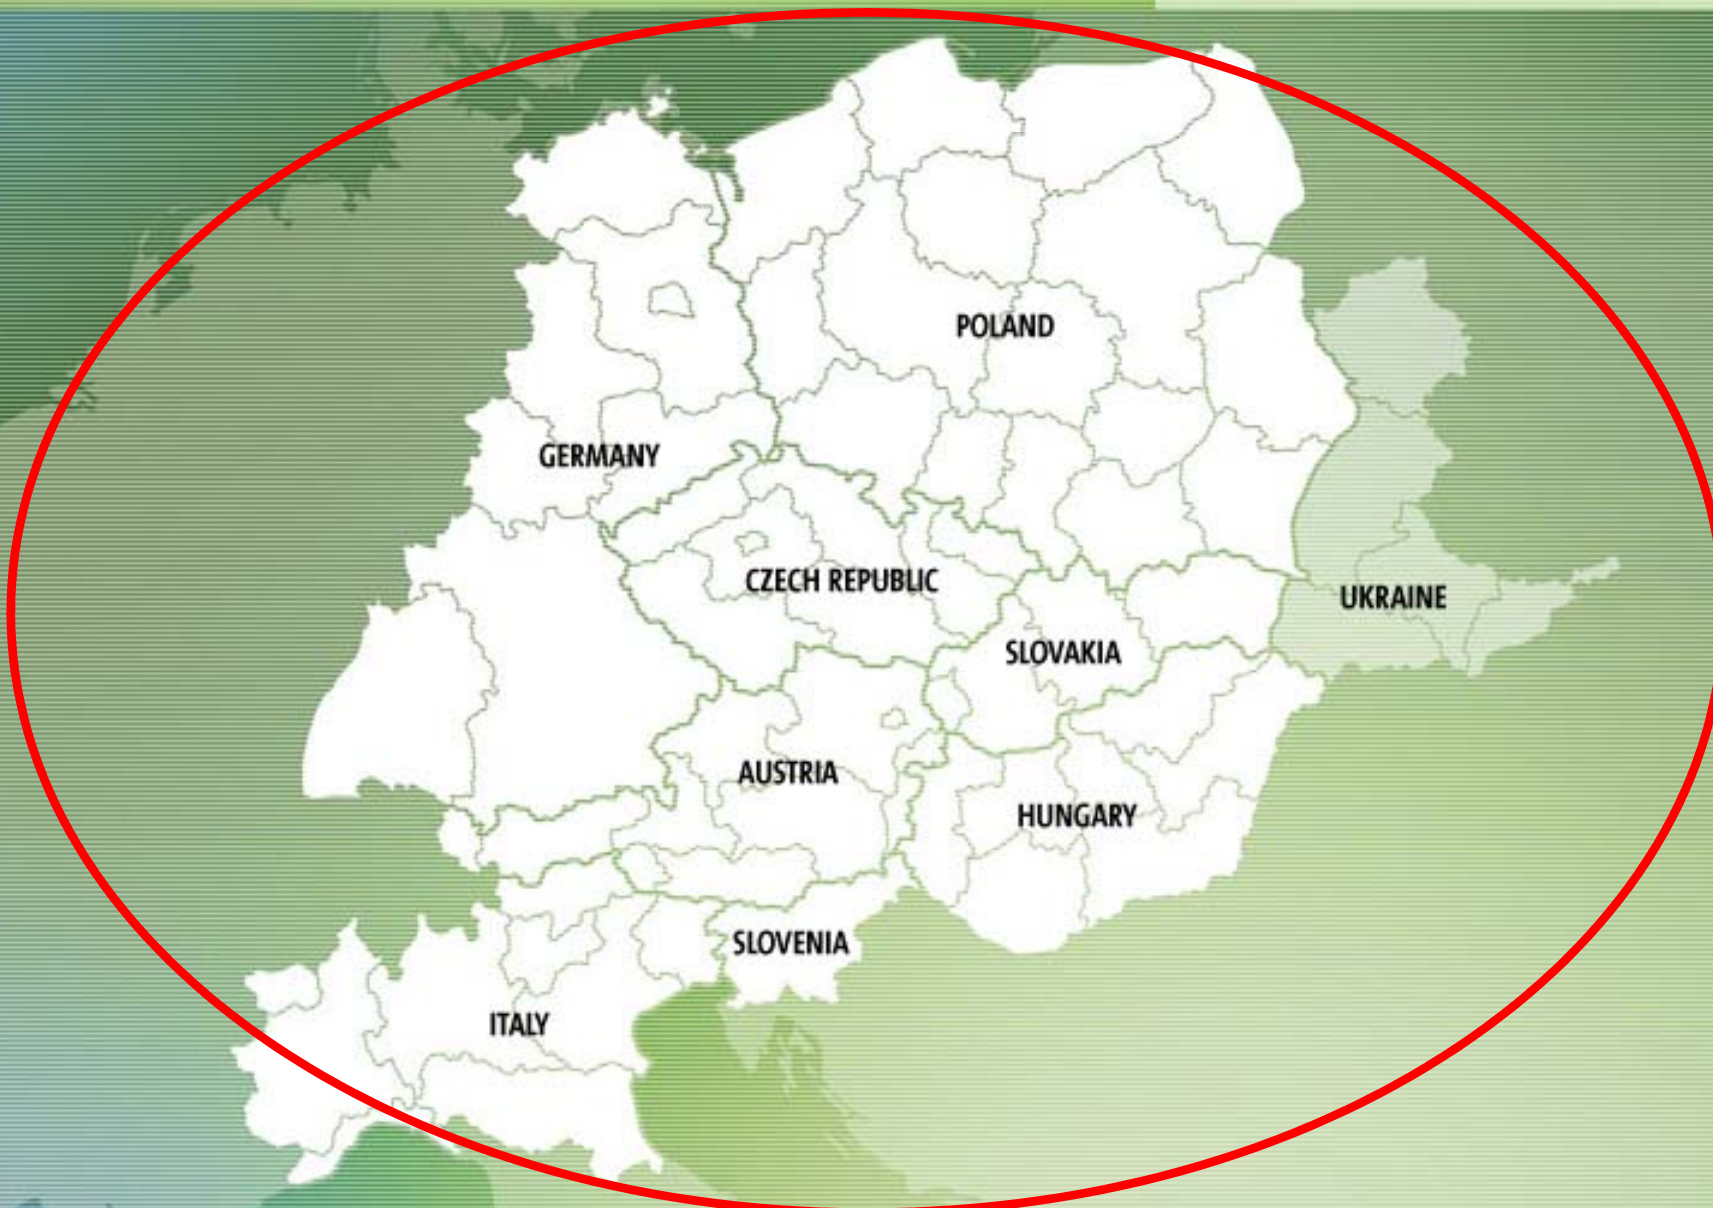 POLAND
GERMANY
CZECH REPUBLIC
UKRAINE
SLOVAKIA
AUSTRIA
HUNGARY
SLOVENIA
ITALY